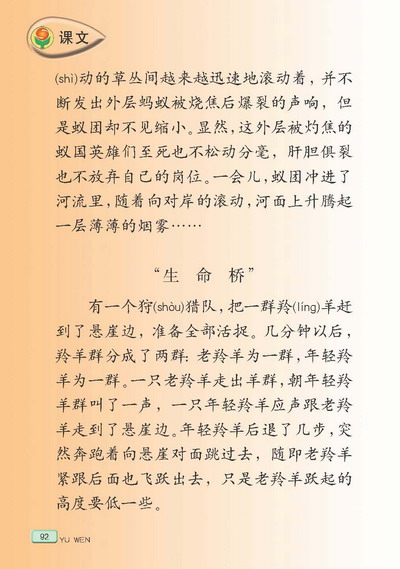 课文
(shì)动的草丛间越来越迅速地滚动着，并不
断发出外层蚂蚁被烧焦后爆裂的声响，但
是蚁团却不见缩小。显然，这外层被灼焦的
蚁国英雄们至死也不松动分毫，肝胆俱裂
也不放弃自己的岗位。一会儿，蚁团冲进了
河流里，随着向对岸的滚动，河面上升腾起
一层薄薄的烟雾……
“生 命 桥”
有一个狩(shòu)猎队，把一群羚(líng)羊赶
到了悬崖边，准备全部活捉。几分钟以后，
羚羊群分成了两群：老羚羊为一群，年轻羚
羊为一群。一只老羚羊走出羊群，朝年轻羚
羊群叫了一声，一只年轻羚羊应声跟老羚
羊走到了悬崖边。年轻羚羊后退了几步，突
然奔跑着向悬崖对面跳过去，随即老羚羊
紧跟后面也飞跃出去，只是老羚羊跃起的
高度要低一些。
92
YU WEN